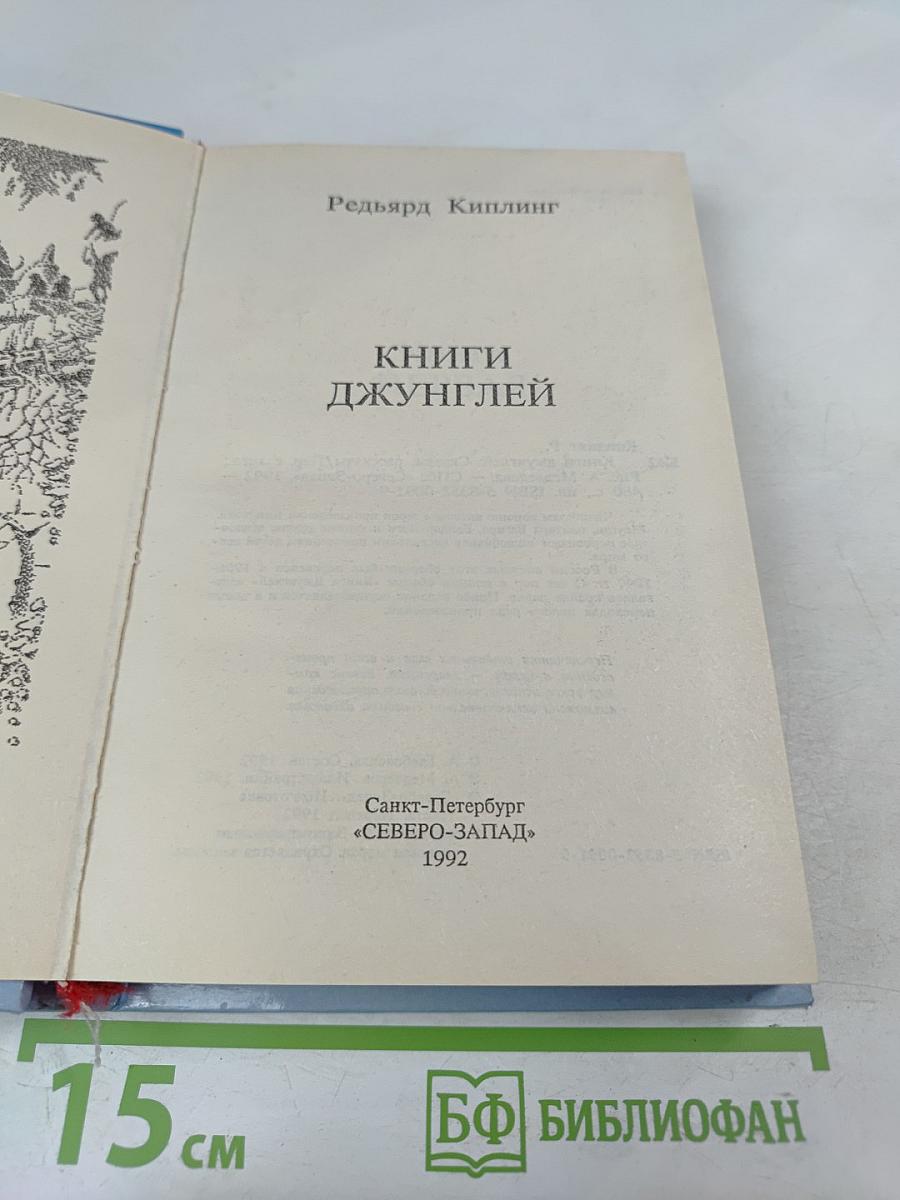 Редьярд Киплинг
КНИГИ
ДЖУНГЛЕЙ
Санкт-Петербург
«СЕВЕРО-ЗАПАД»
1992
15 см
БФ БИБЛИОФАН